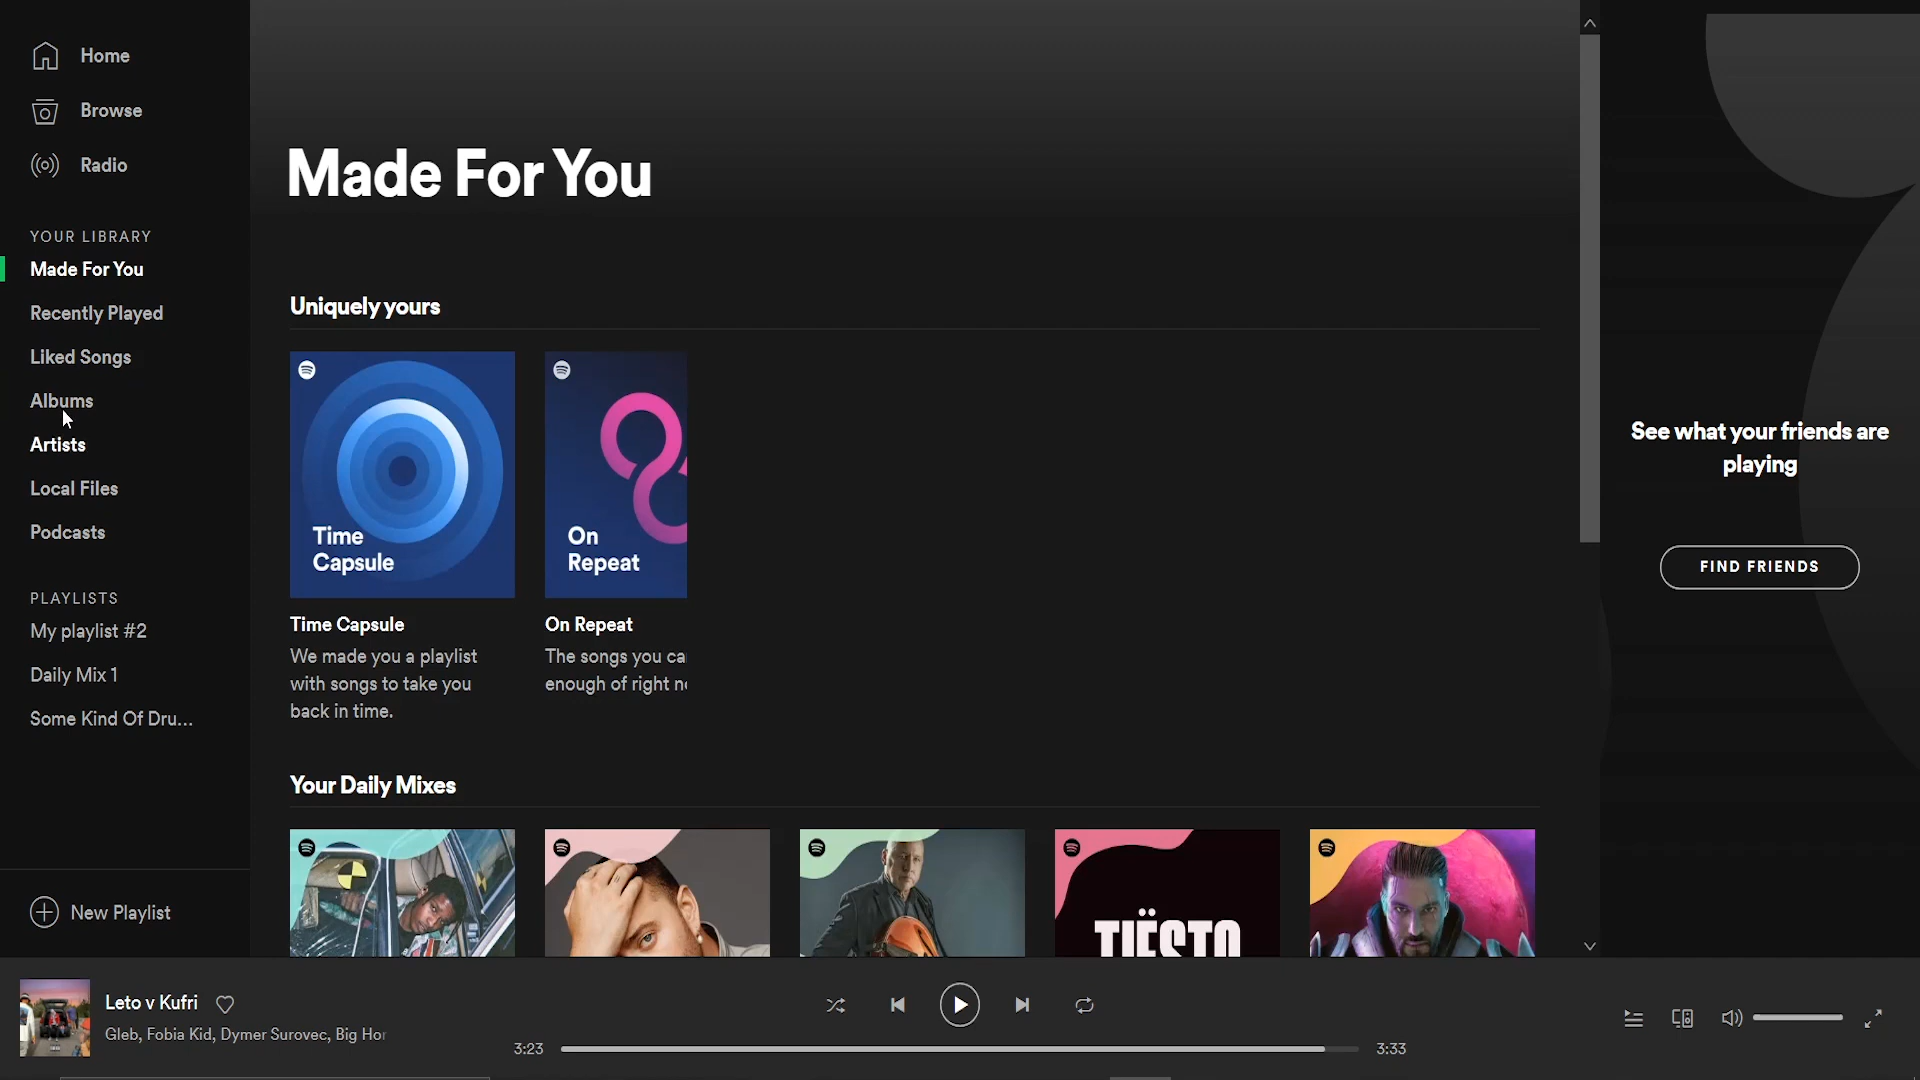 Home
Browse
Radio
YOUR LIBRARY
Made For You
Recently Played
Liked Songs
Albums
Artists
Local Files
Podcasts
PLAYLISTS
My playlist #2
Daily Mix 1
Some Kind Of Dru...
New Playlist
Made For You
Uniquely yours
Time
Capsule
On
Repeat
Time Capsule
We made you a playlist
with songs to take you
back in time.
On Repeat
The songs you ca
enough of right n
Your Daily Mixes
TIËSTO
See what your friends are
playing
FIND FRIENDS
Leto v Kufri
Gleb, Fobia Kid, Dymer Surovec, Big Hor
3:23
3:33